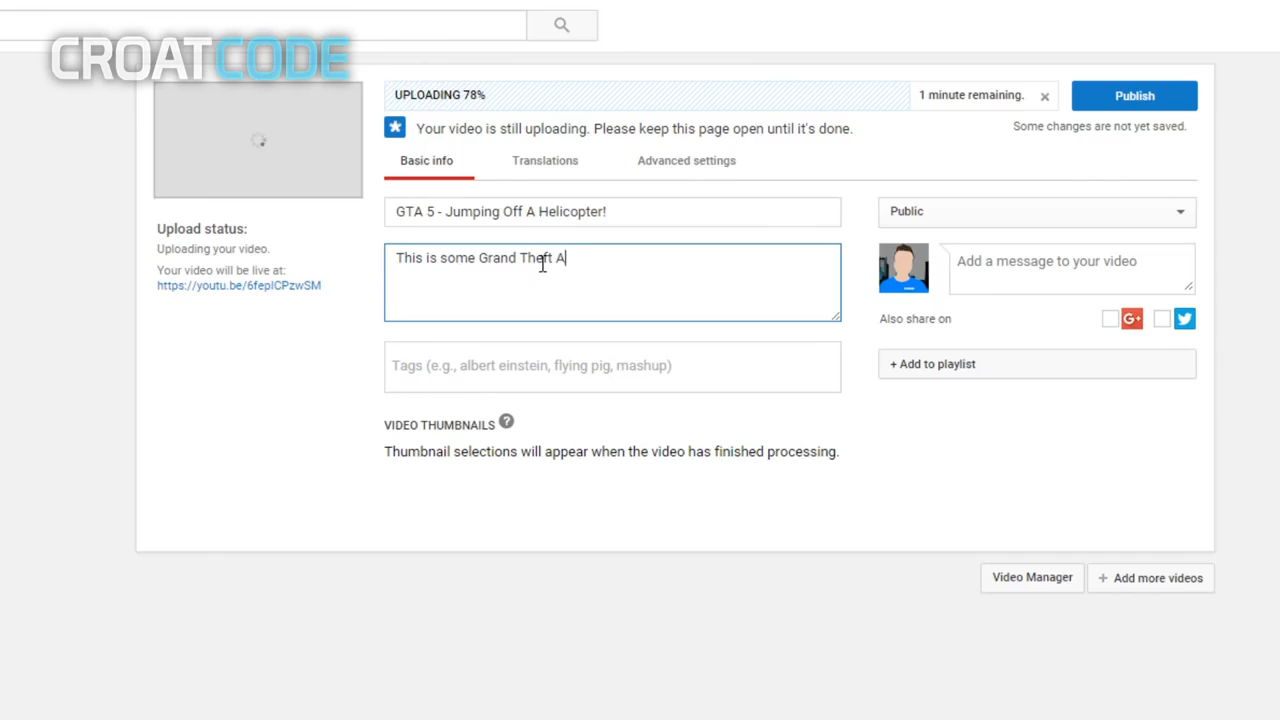 CROATCODE
UPLOADING 78%
1 minute remaining.
Publish
Your video is still uploading. Please keep this page open until it's done.
Some changes are not yet saved.
Basic info
Translations
Advanced settings
GTA 5 - Jumping Off A Helicopter!
Public
Upload status:
Uploading your video.
Your video will be live at:
https://youtu.be/6fepICPzwSM
This is some Grand Theft A
Add a message to your video
Also share on
G+
Tags (e.g., albert einstein, flying pig, mashup)
+ Add to playlist
VIDEO THUMBNAILS ?
Thumbnail selections will appear when the video has finished processing.
Video Manager
+ Add more videos